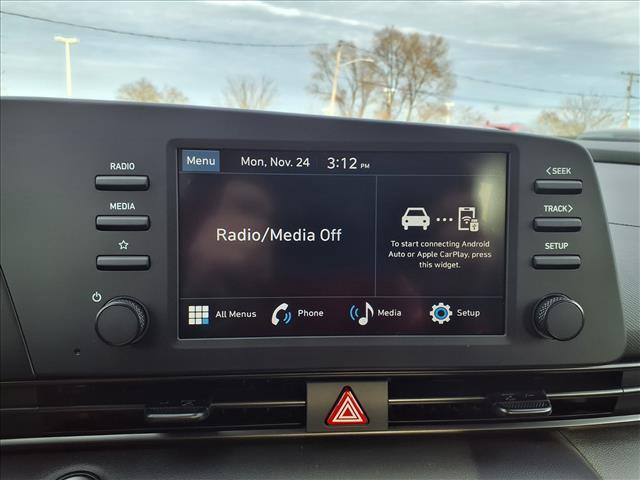 RADIO
MEDIA
Menu
Mon, Nov. 24
3:12 PM
Radio/Media Off
To start connecting Android
Auto or Apple CarPlay, press
this widget.
All Menus
Phone
Media
Setup
< SEEK
TRACK >
SETUP